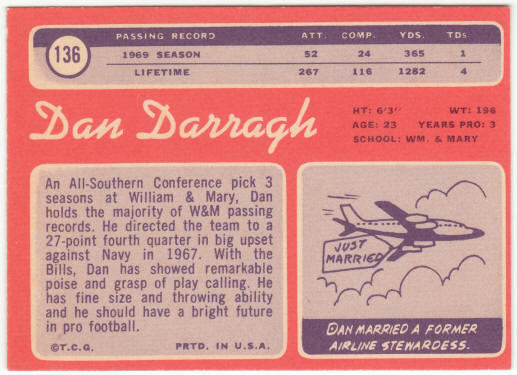 136
PASSING RECORD ATT. COMP. YDS. TDs
1969 SEASON 52 24 365 1
LIFETIME 267 116 1282 4
Dan Darragh
HT: 6'3" WT: 196
AGE: 23 YEARS PRO: 3
SCHOOL: WM. & MARY
An All-Southern Conference pick 3
seasons at William & Mary, Dan
holds the majority of W&M passing
records. He directed the team to a
27-point fourth quarter in big upset
against Navy in 1967. With the
Bills, Dan has showed remarkable
poise and grasp of play calling. He
has fine size and throwing ability
and he should have a bright future
in pro football.
©T.C.G. PRTD. IN U.S.A.
JUST
MARRIED
DAN MARRIED A FORMER
AIRLINE STEWARDESS.